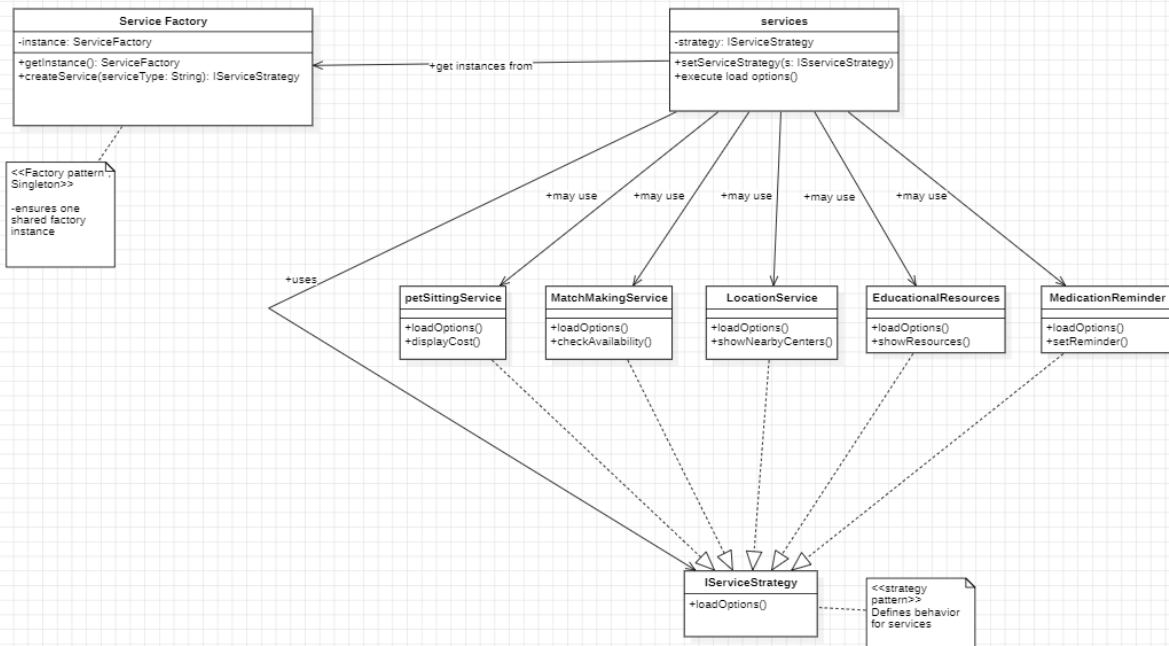 Service Factory
-instance: ServiceFactory
+getInstance(): ServiceFactory
+createService(serviceType: String): IServiceStrategy
services
-strategy: IServiceStrategy
+setServiceStrategy(s: ISserviceStrategy)
+execute load options()
+get instances from
<<Factory pattern ,
Singleton>>
-ensures one
shared factory
instance
+may use
+may use
+may use
+may use
+may use
+uses
petSittingService
+loadOptions()
+displayCost()
MatchMakingService
+loadOptions()
+checkAvailability()
LocationService
+loadOptions()
+showNearbyCenters()
EducationalResources
+loadOptions()
+showResources()
MedicationReminder
+loadOptions()
+setReminder()
IServiceStrategy
+loadOptions()
<<strategy
pattern>>
Defines behavior
for services